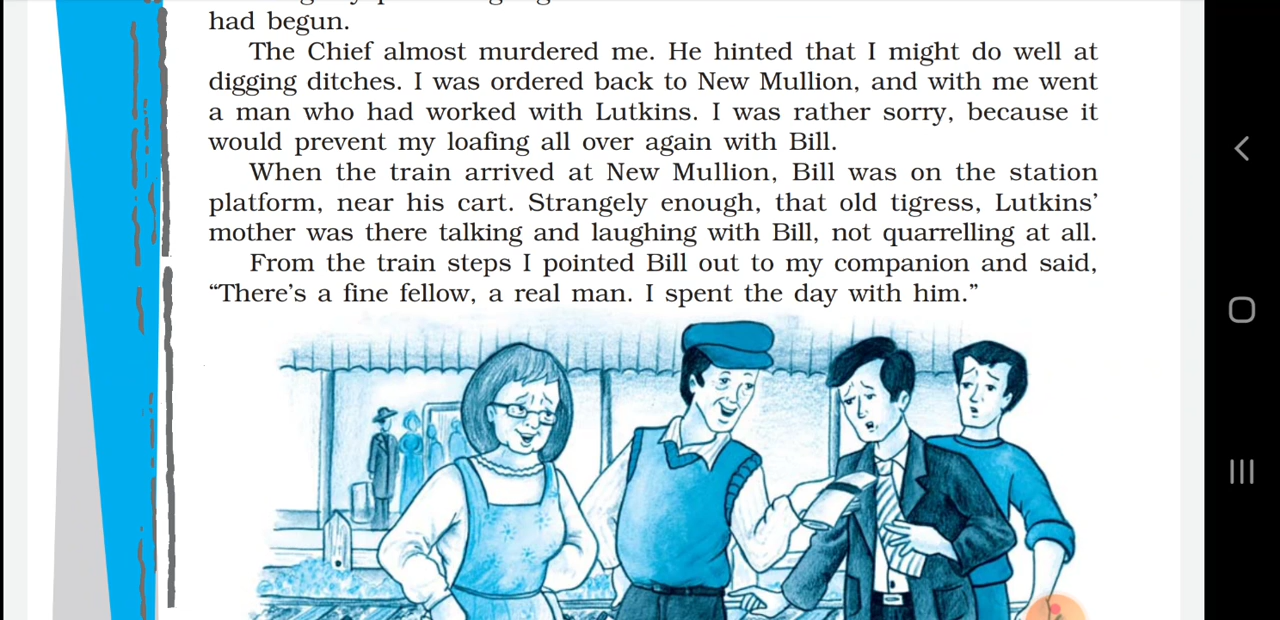 had begun.
The Chief almost murdered me. He hinted that I might do well at
digging ditches. I was ordered back to New Mullion, and with me went
a man who had worked with Lutkins. I was rather sorry, because it
would prevent my loafing all over again with Bill.
When the train arrived at New Mullion, Bill was on the station
platform, near his cart. Strangely enough, that old tigress, Lutkins’
mother was there talking and laughing with Bill, not quarrelling at all.
From the train steps I pointed Bill out to my companion and said,
“There’s a fine fellow, a real man. I spent the day with him.”